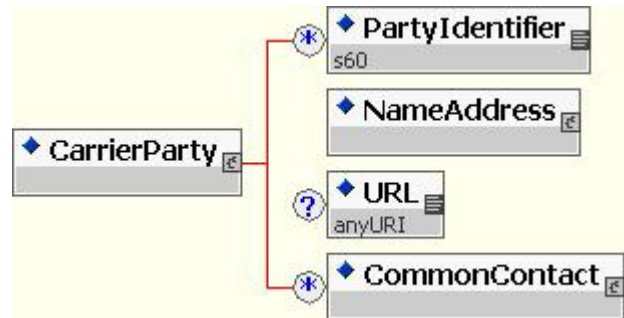 PartyIdentifier
s60
NameAddress
CarrierParty
URL
anyURI
CommonContact